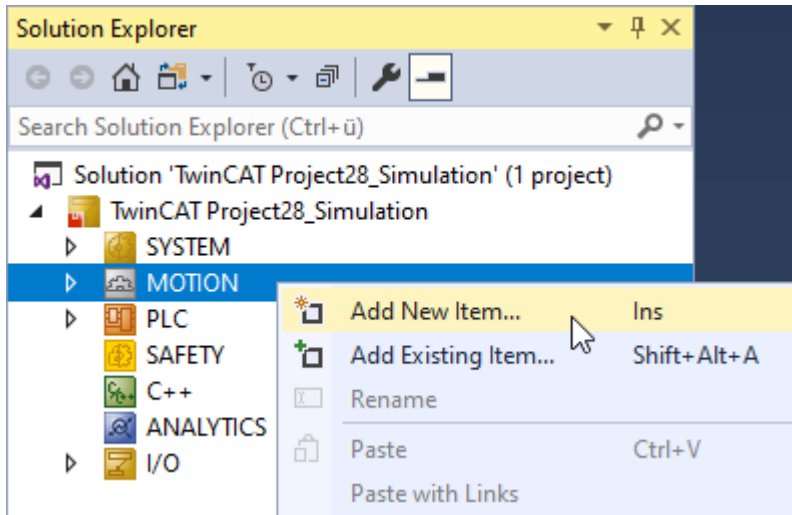 Solution Explorer
Search Solution Explorer (Ctrl+ü)
Solution 'TwinCAT Project28_Simulation' (1 project)
TwinCAT Project28_Simulation
SYSTEM
MOTION
PLC
SAFETY
C++
ANALYTICS
I/O
Add New Item... Ins
Add Existing Item... Shift+Alt+A
Rename
Paste Ctrl+V
Paste with Links